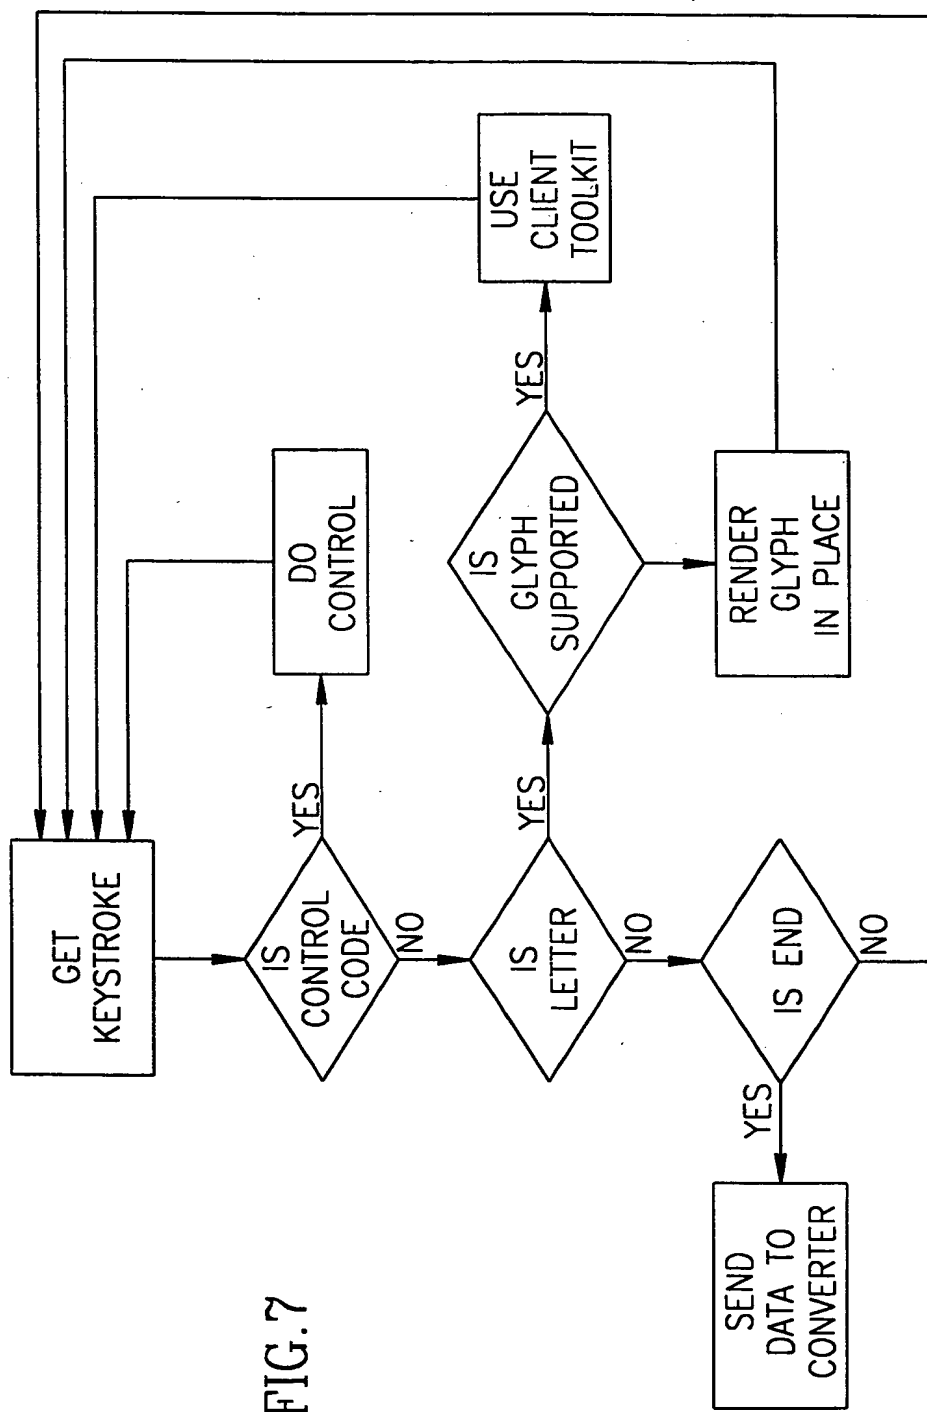 GET
KEYSTROKE
IS
CONTROL
CODE
YES
DO
CONTROL
NO
IS
LETTER
YES
IS
GLYPH
SUPPORTED
YES
USE
CLIENT
TOOLKIT
RENDER
GLYPH
IN PLACE
NO
IS END
YES
SEND
DATA TO
CONVERTER
NO
FIG.7